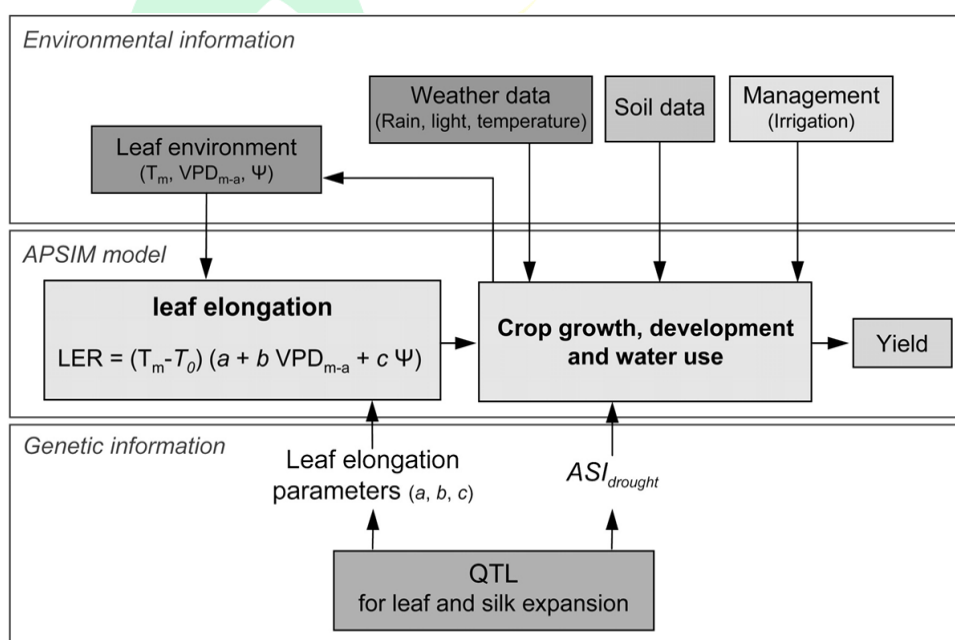 Environmental information
Weather data
(Rain, light, temperature)
Soil data
Management
(Irrigation)
Leaf environment
(Tm, VPDm-a, Ψ)
APSIM model
leaf elongation
LER = (Tm-T0) (a + b VPDm-a + c Ψ)
Crop growth, development
and water use
Yield
Genetic information
Leaf elongation
parameters (a, b, c)
ASIdrought
QTL
for leaf and silk expansion